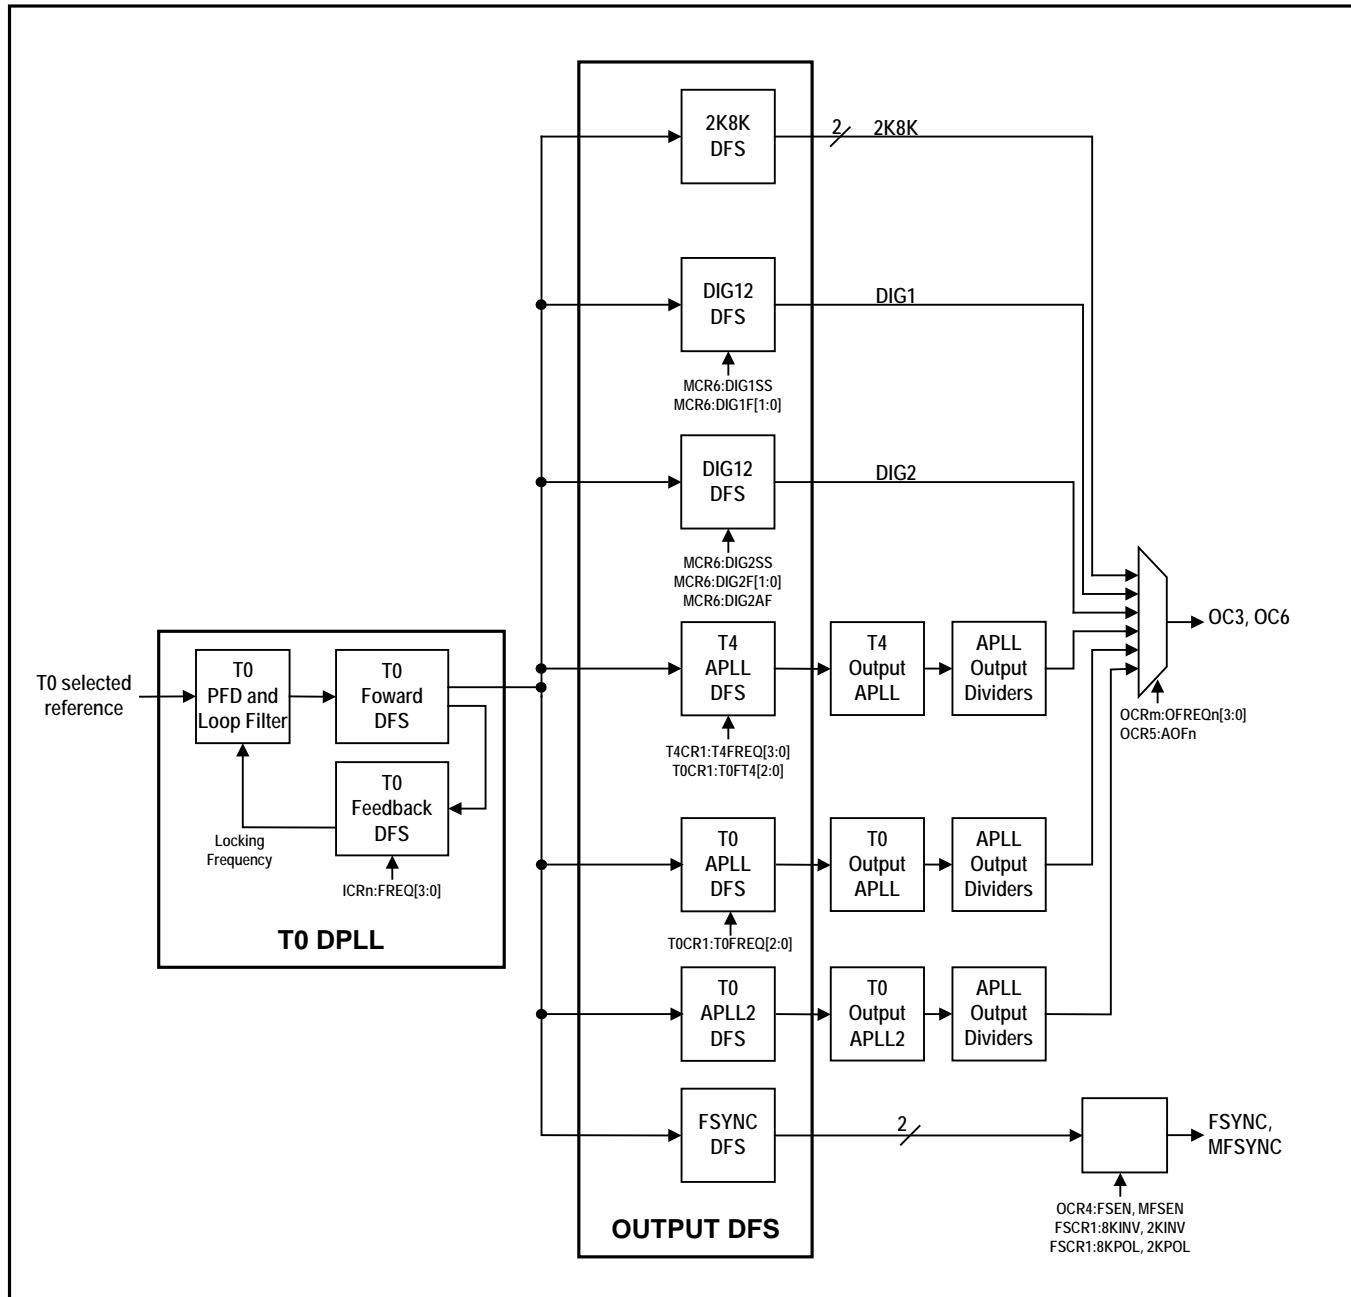 2K8K
DFS
2
2K8K
DIG12
DFS
DIG1
MCR6:DIG1SS
MCR6:DIG1F[1:0]
DIG12
DFS
DIG2
MCR6:DIG2SS
MCR6:DIG2F[1:0]
MCR6:DIG2AF
T0 selected
reference
T0
PFD and
Loop Filter
T0
Foward
DFS
T0
Feedback
DFS
Locking
Frequency
ICRn:FREQ[3:0]
T0 DPLL
T4
APLL
DFS
T4
Output
APLL
APLL
Output
Dividers
T4CR1:T4FREQ[3:0]
T0CR1:T0FT4[2:0]
OC3, OC6
OCRm:OFREQn[3:0]
OCR5:AOFn
T0
APLL
DFS
T0
Output
APLL
APLL
Output
Dividers
T0CR1:T0FREQ[2:0]
T0
APLL2
DFS
T0
Output
APLL2
APLL
Output
Dividers
FSYNC
DFS
2
FSYNC,
MFSYNC
OCR4:FSEN, MFSEN
FSCR1:8KINV, 2KINV
FSCR1:8KPOL, 2KPOL
OUTPUT DFS